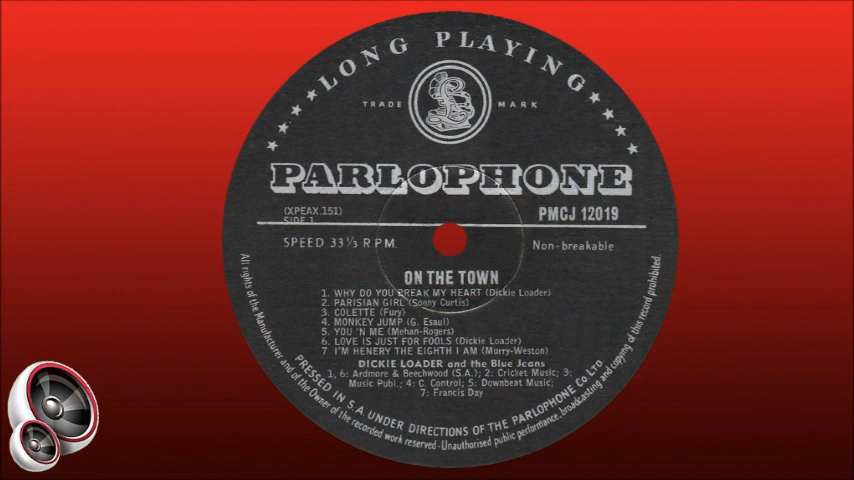 LONG PLAYING
TRADE MARK
PARLOPHONE
(XPEAX.151)
SIDE 1
PMCJ 12019
SPEED 33⅓ R.P.M.
Non-breakable
ON THE TOWN
1. WHY DO YOU BREAK MY HEART (Dickie Loader)
2. PARISIAN GIRL (Sonny Curtis)
3. COLETTE (Fury)
4. MONKEY JUMP (G. Esaul)
5. YOU 'N ME (Mehan-Rogers)
6. LOVE IS JUST FOR FOOLS (Dickie Loader)
7 I'M HENERY THE EIGHTH I AM (Murry-Weston)
DICKIE LOADER and the Blue Jeans
1, 6: Ardmore & Beechwood (S.A.); 2: Cricket Music; 3:
Music Publ.; 4: C. Control; 5: Downbeat Music;
7: Francis Day
PRESSED IN S.A UNDER DIRECTIONS OF THE PARLOPHONE CO. LTD.
All rights of the Manufacturer and of the Owner of the recorded work reserved · Unauthorised public performance, broadcasting and copying of this record prohibited.